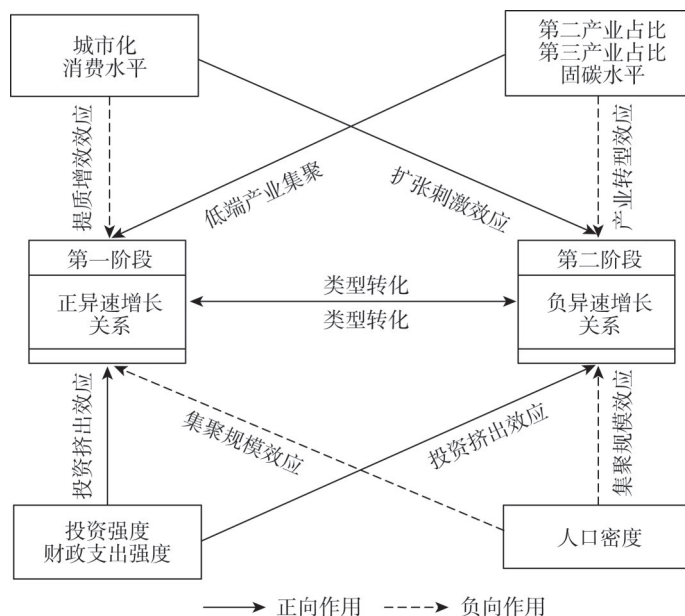 城市化
消费水平
第二产业占比
第三产业占比
固碳水平
提质增效效应
低端产业集聚
扩张刺激效应
产业转型效应
第一阶段
正异速增长
关系
类型转化
类型转化
第二阶段
负异速增长
关系
投资挤出效应
集聚规模效应
投资挤出效应
集聚规模效应
投资强度
财政支出强度
人口密度
正向作用
负向作用